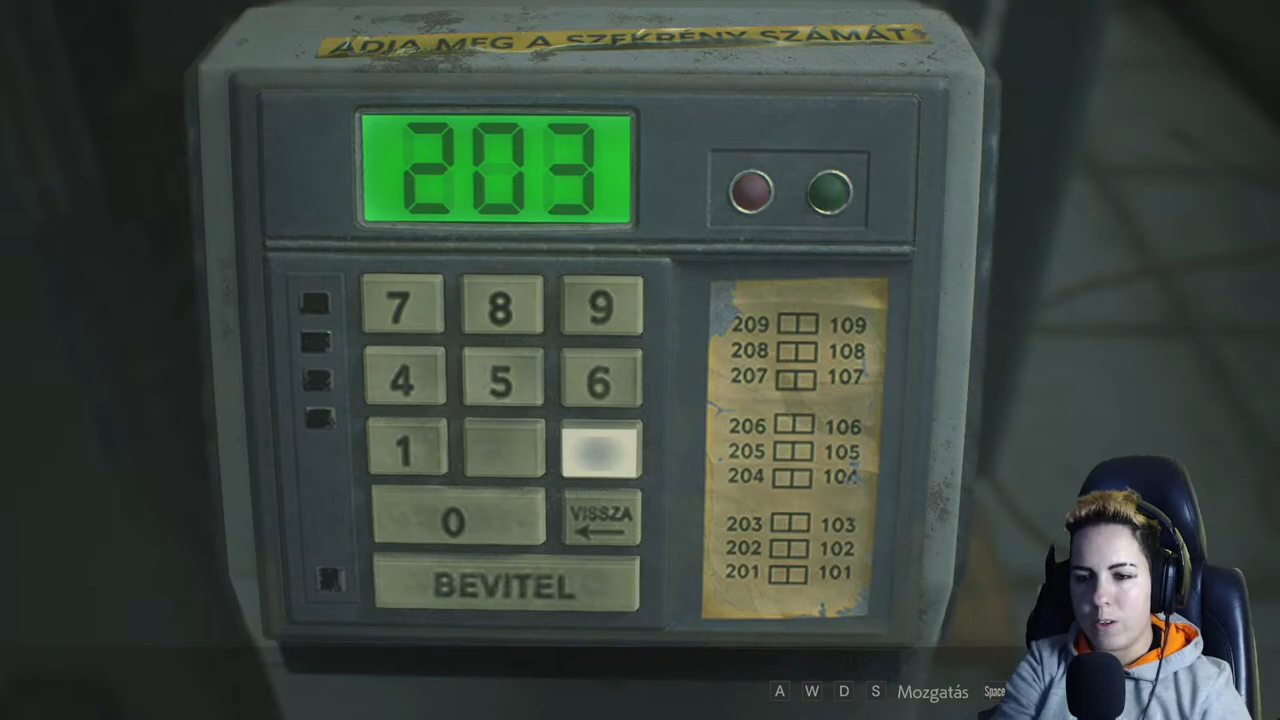 ADJA MEG A SZEKRÉNY SZÁMÁT
203
7 8 9
4 5 6
1
0 VISSZA
BEVITEL
209 109
208 108
207 107
206 106
205 105
204 104
203 103
202 102
201 101
A W D S Mozgatás Space